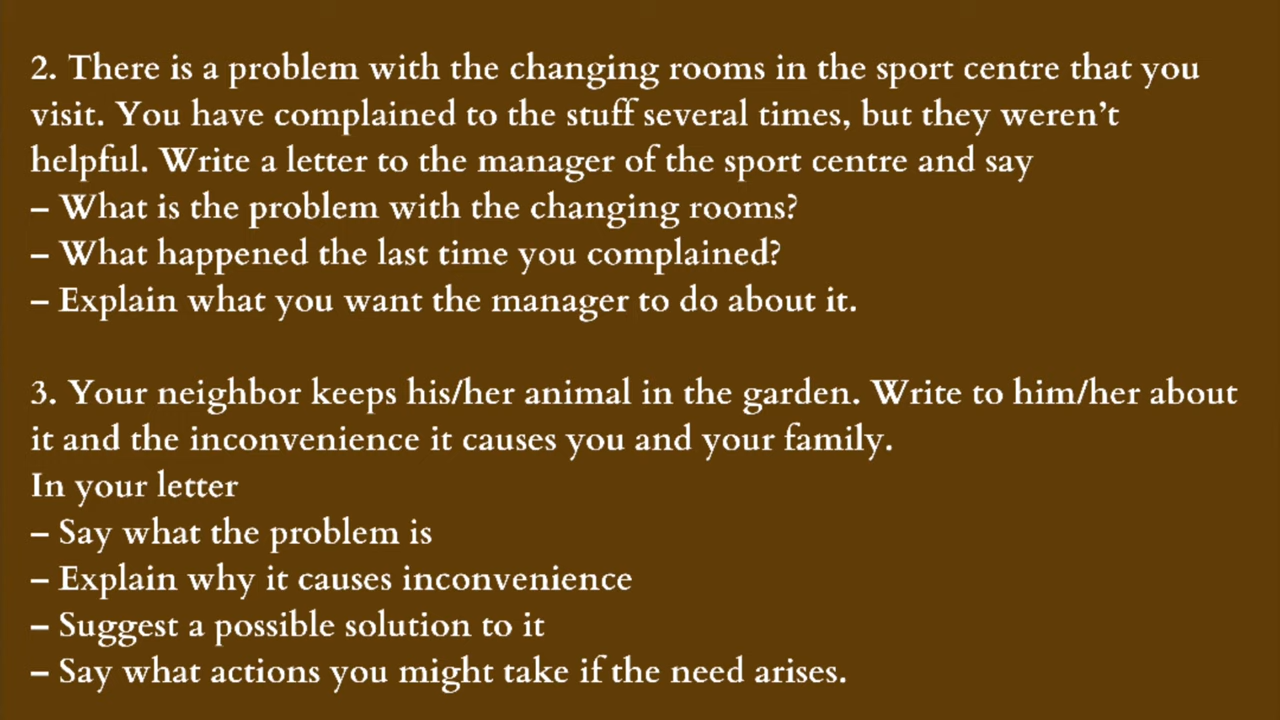 2. There is a problem with the changing rooms in the sport centre that you
visit. You have complained to the stuff several times, but they weren’t
helpful. Write a letter to the manager of the sport centre and say
– What is the problem with the changing rooms?
– What happened the last time you complained?
– Explain what you want the manager to do about it.
3. Your neighbor keeps his/her animal in the garden. Write to him/her about
it and the inconvenience it causes you and your family.
In your letter
– Say what the problem is
– Explain why it causes inconvenience
– Suggest a possible solution to it
– Say what actions you might take if the need arises.